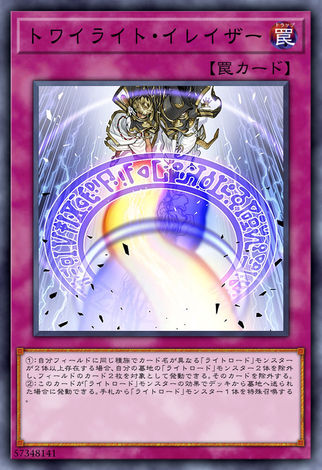 トワイライト・イレイザー
トラップ
罠
【罠カード】
①：自分フィールドに同じ種族でカード名が異なる「ライトロード」モンスター
が２体以上存在する場合、自分の墓地の「ライトロード」モンスター２体を除外
し、フィールドのカード２枚を対象として発動できる。そのカードを除外する。
②：このカードが「ライトロード」モンスターの効果でデッキから墓地へ送られ
た場合に発動できる。手札から「ライトロード」モンスター１体を特殊召喚する
。
57348141